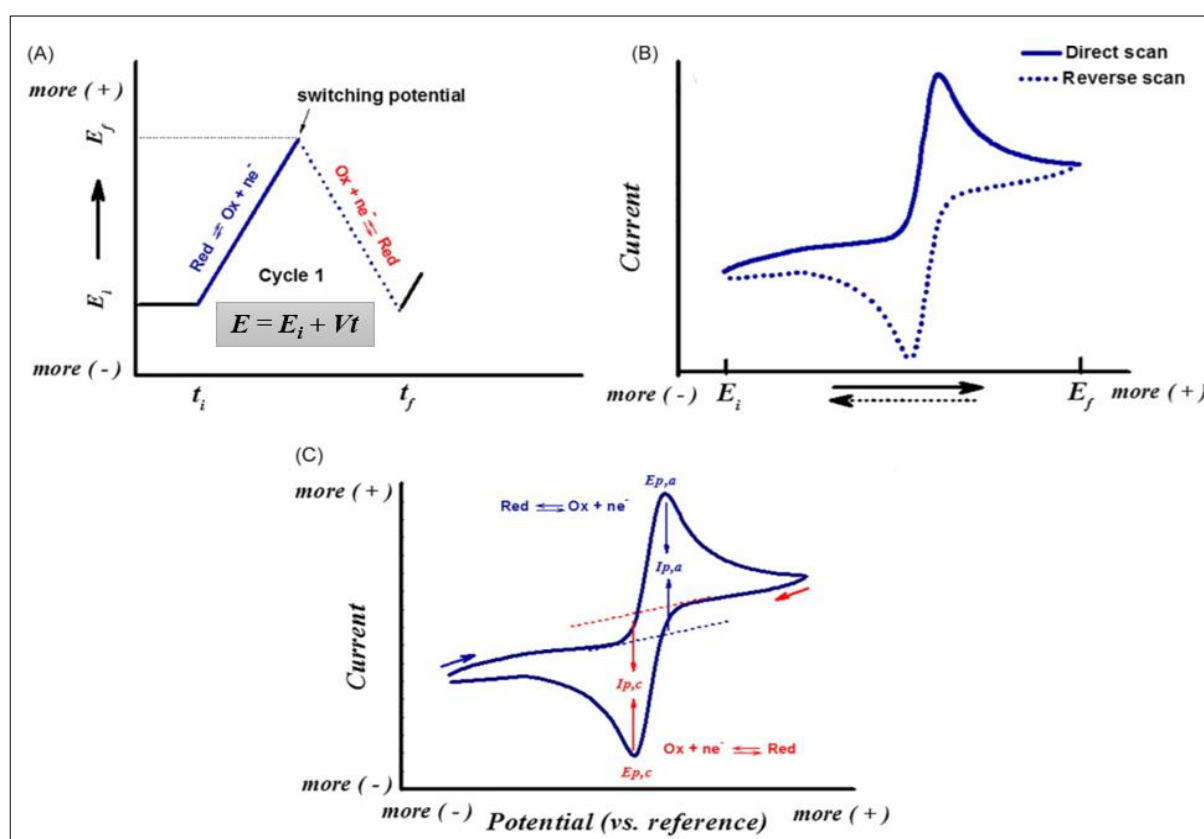 (A)
more (+)
E_f
switching potential
Red ⇌ Ox + ne⁻
Ox + ne⁻ ⇌ Red
Cycle 1
E_i
E = E_i + Vt
more (-)
t_i
t_f
(B)
Direct scan
Reverse scan
Current
more (-)
E_i
E_f
more (+)
(C)
more (+)
Ep,a
Red ⇌ Ox + ne⁻
Ip,a
Current
Ip,c
Ox + ne⁻ ⇌ Red
Ep,c
more (-)
more (-)
Potential (vs. reference)
more (+)